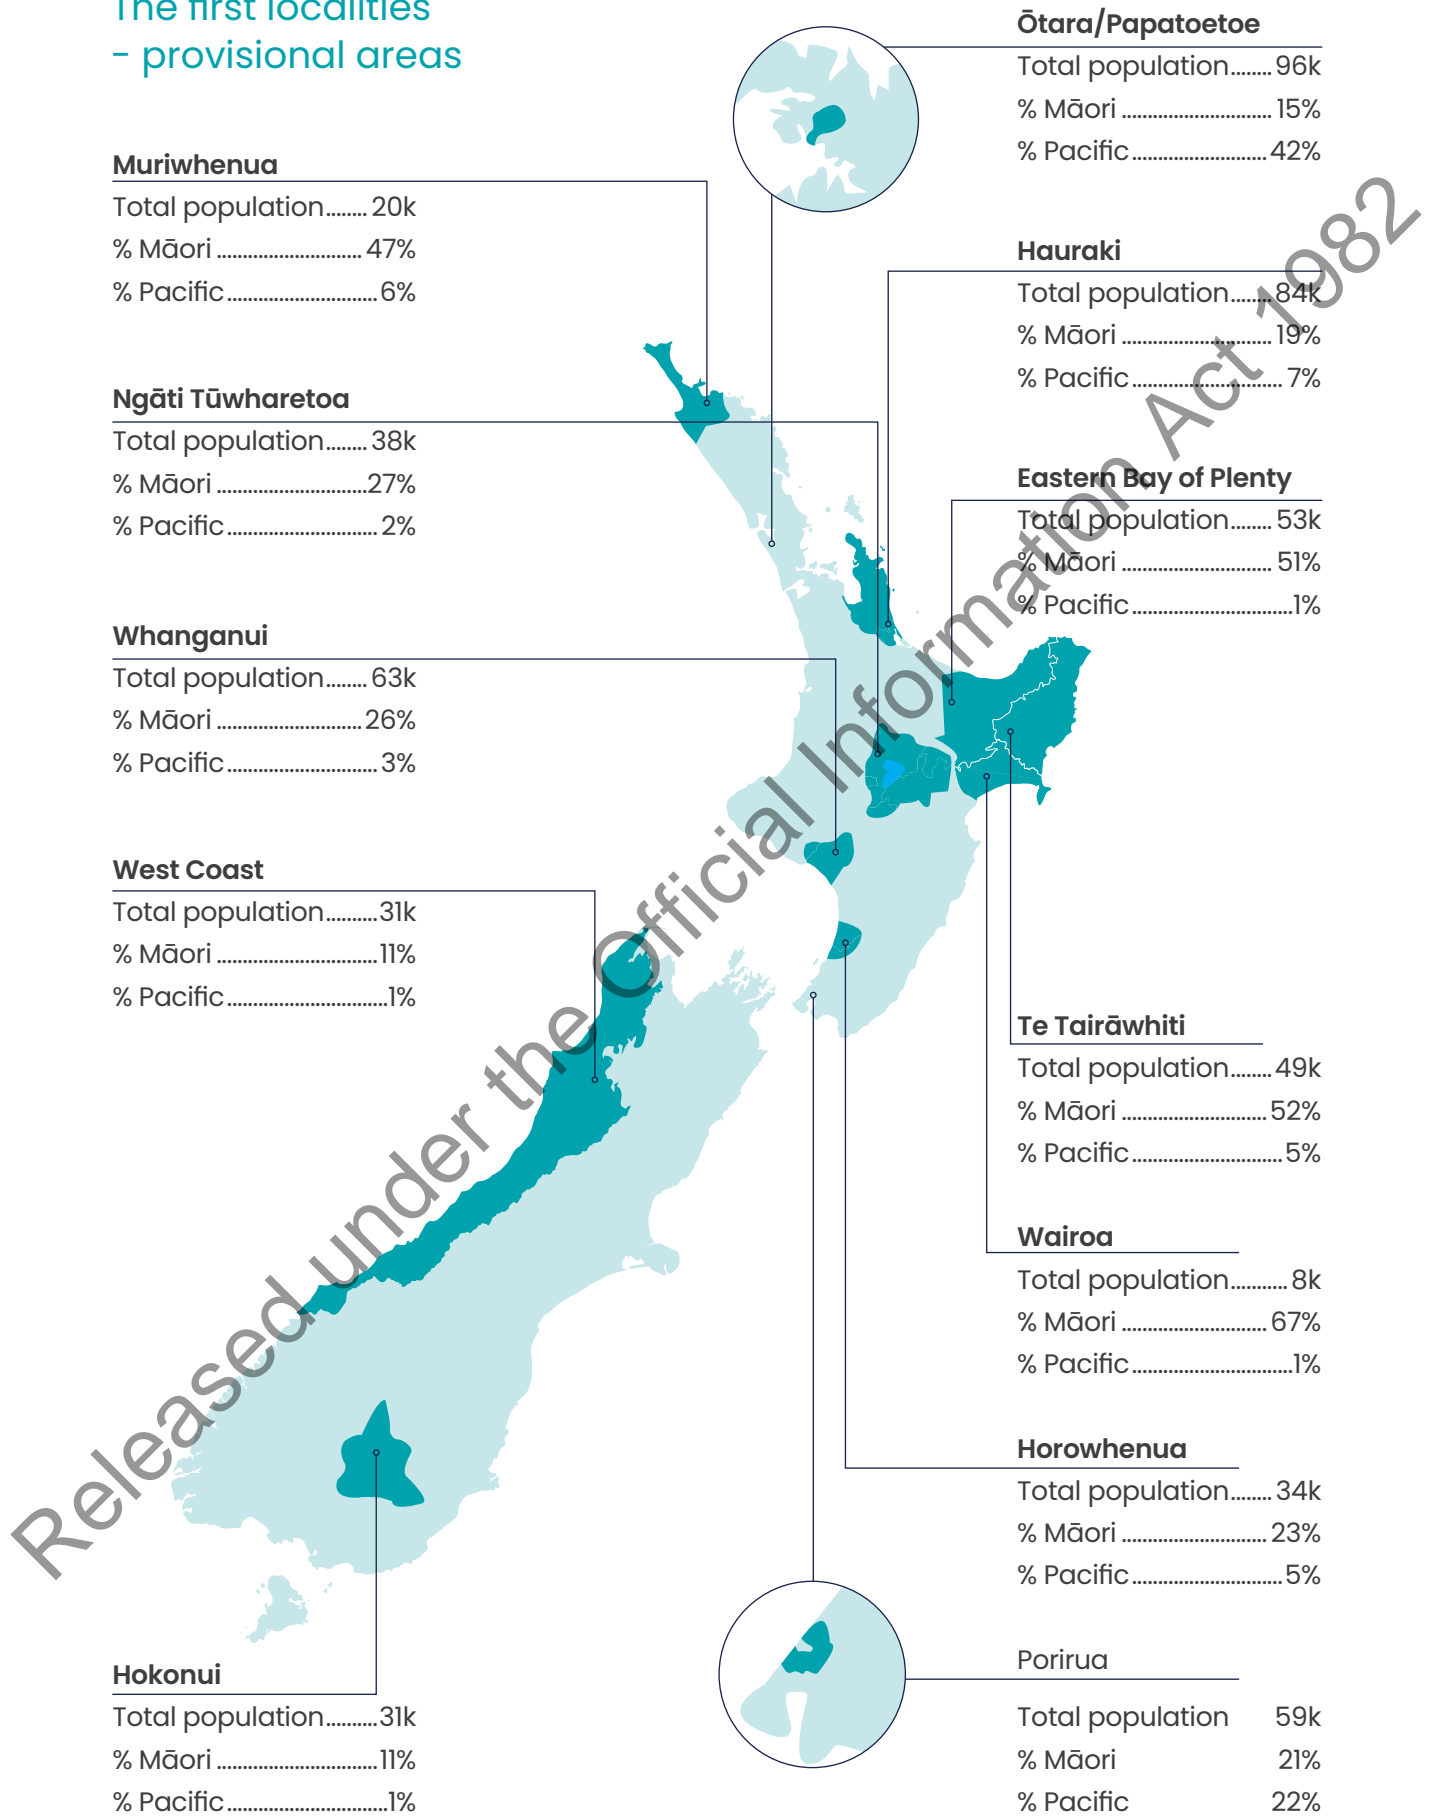 The first localities
- provisional areas
Muriwhenua
Total population........ 20k
% Māori ............................ 47%
% Pacific ............................. 6%
Ngāti Tūwharetoa
Total population........ 38k
% Māori .............................27%
% Pacific ............................. 2%
Whanganui
Total population........ 63k
% Māori ............................ 26%
% Pacific ............................. 3%
West Coast
Total population..........31k
% Māori ...............................11%
% Pacific ...............................1%
Hokonui
Total population..........31k
% Māori ...............................11%
% Pacific ...............................1%
Ōtara/Papatoetoe
Total population........ 96k
% Māori ............................. 15%
% Pacific .......................... 42%
Hauraki
Total population........ 84k
% Māori ............................. 19%
% Pacific ............................. 7%
Eastern Bay of Plenty
Total population........ 53k
% Māori ............................. 51%
% Pacific ...............................1%
Te Tairāwhiti
Total population........ 49k
% Māori ............................ 52%
% Pacific ............................. 5%
Wairoa
Total population........... 8k
% Māori ............................ 67%
% Pacific ...............................1%
Horowhenua
Total population........ 34k
% Māori ............................ 23%
% Pacific ............................. 5%
Porirua
Total population 59k
% Māori 21%
% Pacific 22%
Released under the Official Information Act 1982